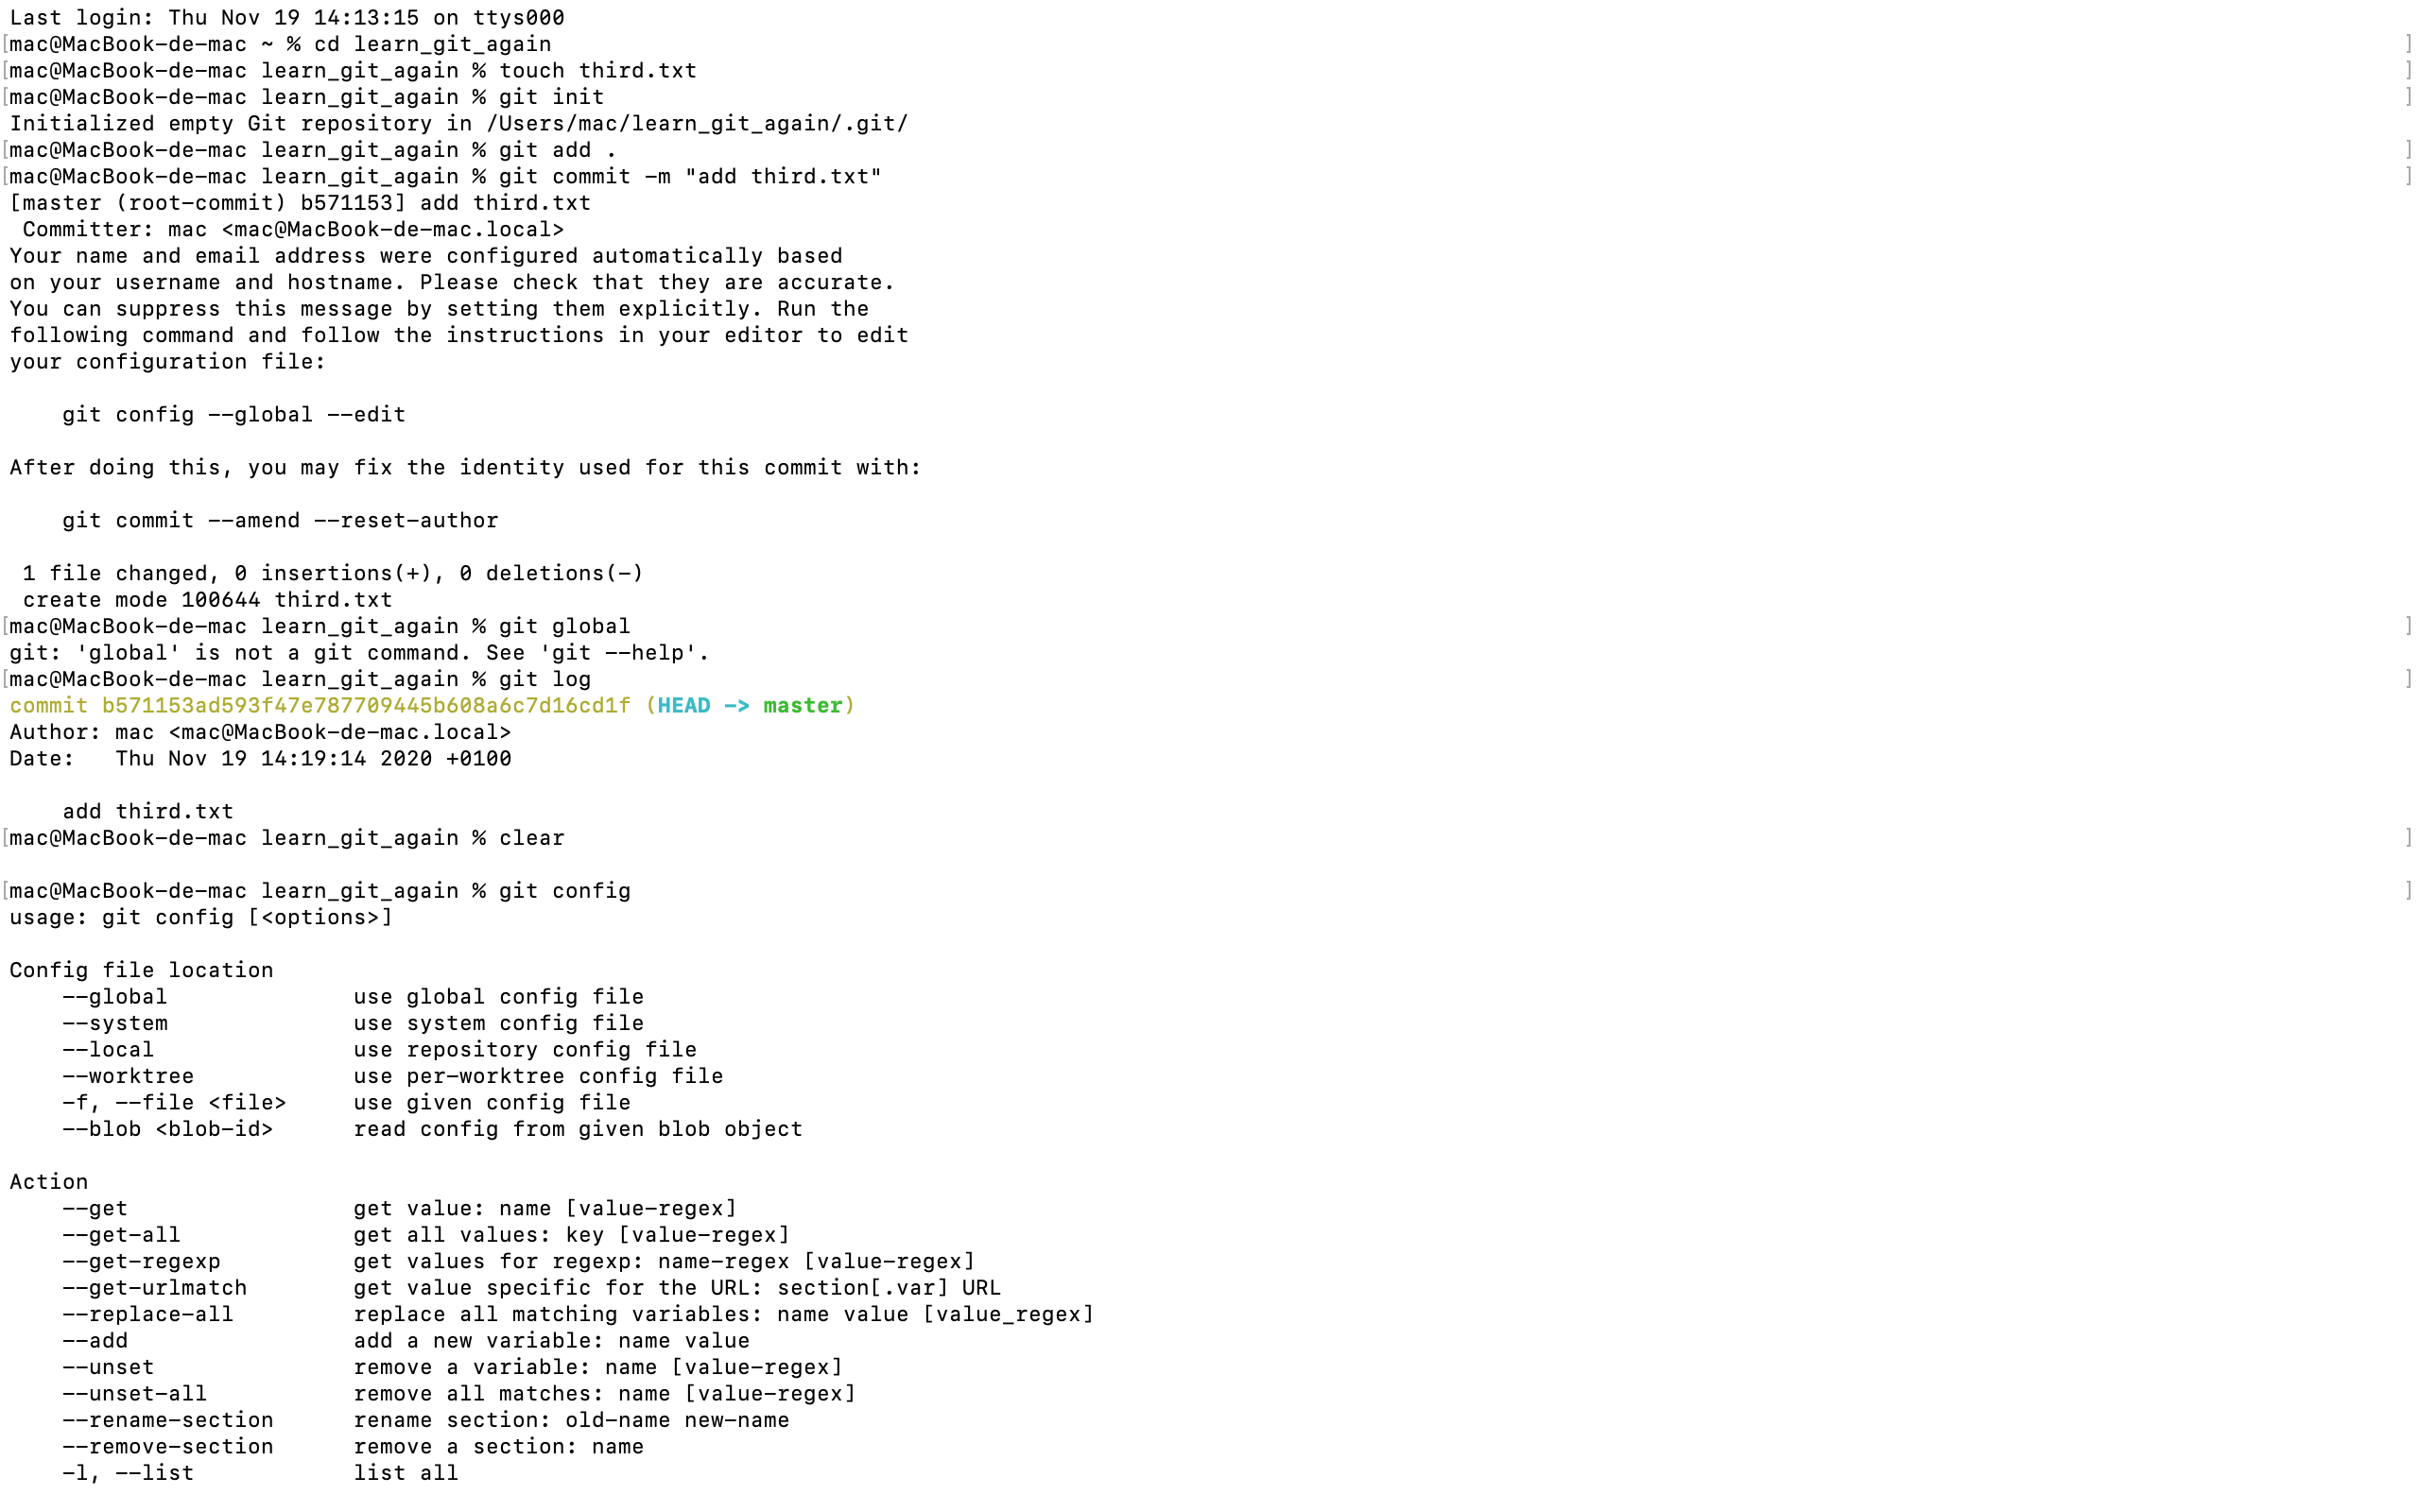 Last login: Thu Nov 19 14:13:15 on ttys000
[mac@MacBook-de-mac ~ % cd learn_git_again ]
[mac@MacBook-de-mac learn_git_again % touch third.txt ]
[mac@MacBook-de-mac learn_git_again % git init ]
Initialized empty Git repository in /Users/mac/learn_git_again/.git/
[mac@MacBook-de-mac learn_git_again % git add . ]
[mac@MacBook-de-mac learn_git_again % git commit -m "add third.txt" ]
[master (root-commit) b571153] add third.txt
 Committer: mac <mac@MacBook-de-mac.local>
Your name and email address were configured automatically based
on your username and hostname. Please check that they are accurate.
You can suppress this message by setting them explicitly. Run the
following command and follow the instructions in your editor to edit
your configuration file:

    git config --global --edit

After doing this, you may fix the identity used for this commit with:

    git commit --amend --reset-author

 1 file changed, 0 insertions(+), 0 deletions(-)
 create mode 100644 third.txt
[mac@MacBook-de-mac learn_git_again % git global ]
git: 'global' is not a git command. See 'git --help'.
[mac@MacBook-de-mac learn_git_again % git log ]
commit b571153ad593f47e787709445b608a6c7d16cd1f (HEAD -> master)
Author: mac <mac@MacBook-de-mac.local>
Date:   Thu Nov 19 14:19:14 2020 +0100

    add third.txt
[mac@MacBook-de-mac learn_git_again % clear ]

[mac@MacBook-de-mac learn_git_again % git config ]
usage: git config [<options>]

Config file location
    --global              use global config file
    --system              use system config file
    --local               use repository config file
    --worktree            use per-worktree config file
    -f, --file <file>     use given config file
    --blob <blob-id>      read config from given blob object

Action
    --get                 get value: name [value-regex]
    --get-all             get all values: key [value-regex]
    --get-regexp          get values for regexp: name-regex [value-regex]
    --get-urlmatch        get value specific for the URL: section[.var] URL
    --replace-all         replace all matching variables: name value [value_regex]
    --add                 add a new variable: name value
    --unset               remove a variable: name [value-regex]
    --unset-all           remove all matches: name [value-regex]
    --rename-section      rename section: old-name new-name
    --remove-section      remove a section: name
    -l, --list            list all